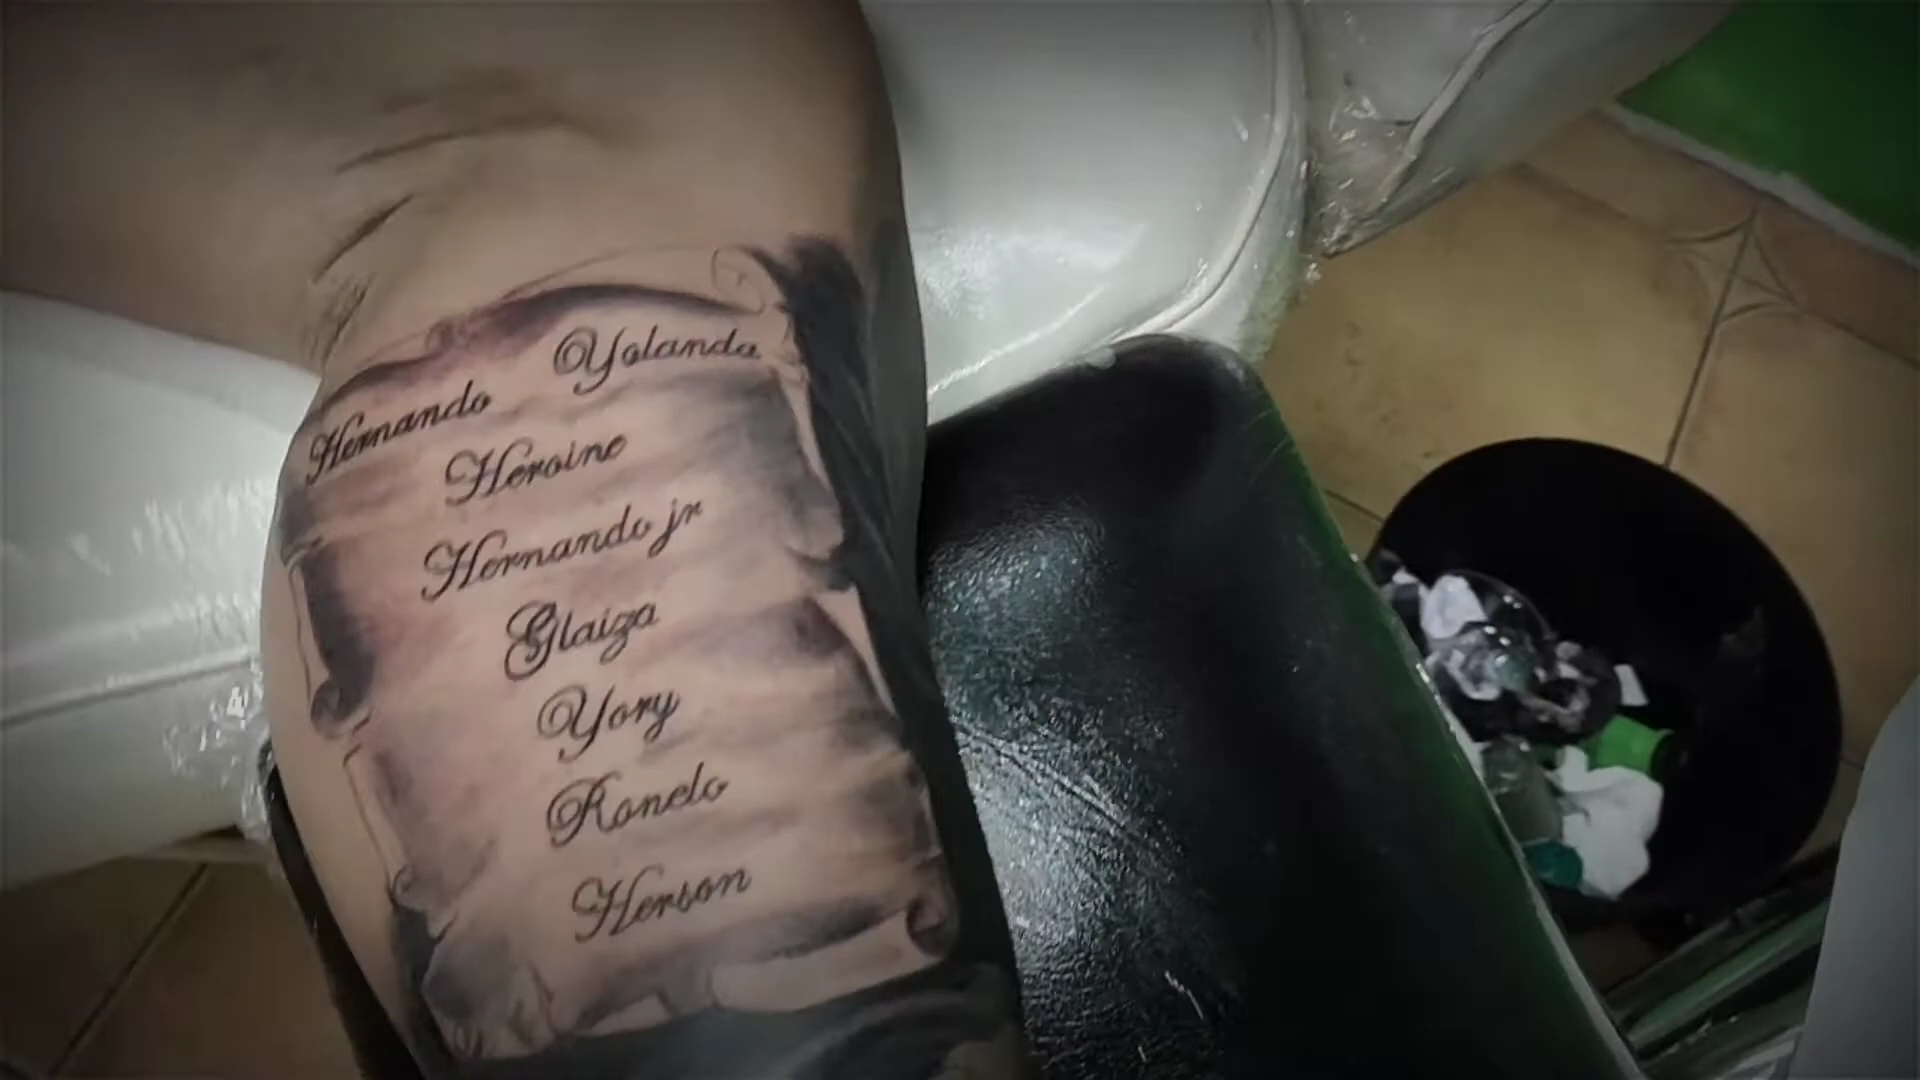 Hernando Yolanda
Heroine
Hernando jr
Glaiza
Yory
Ronelo
Herson